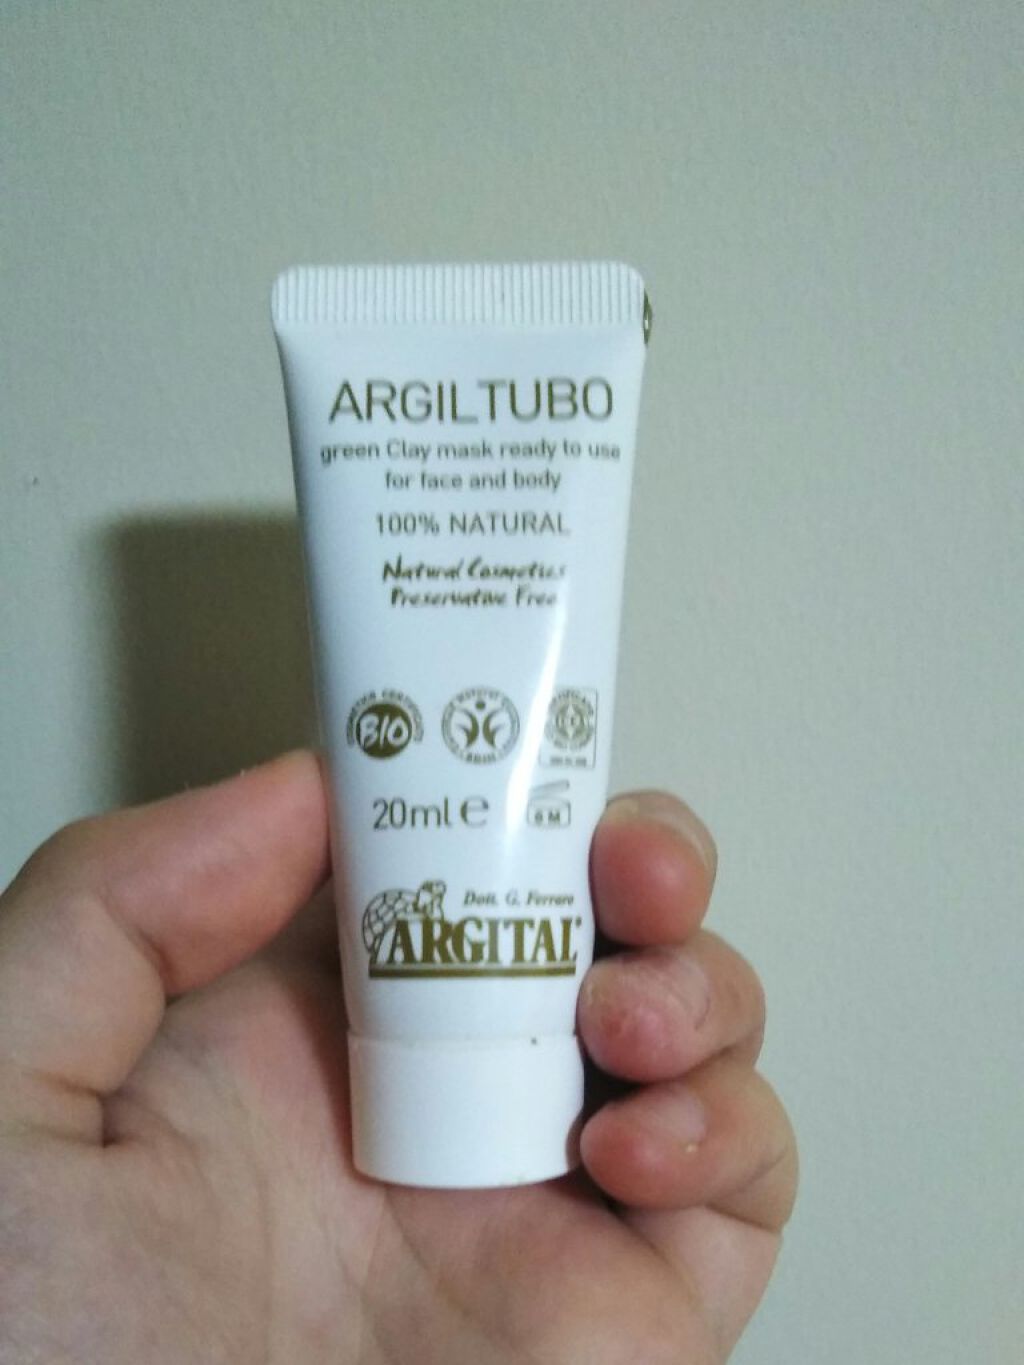 ARGILTUBO
green Clay mask ready to use
for face and body
100% NATURAL
Natural Cosmetics
Preservative Free
BIO
20ml e
6 M
Dott. G. Ferraro
ARGITAL